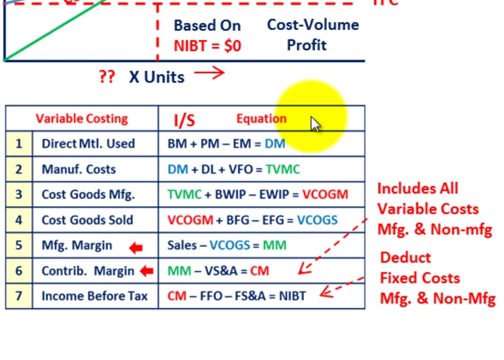 TFC
Based On
NIBT = $0
Cost-Volume
Profit
?? X Units
Variable Costing I/S Equation
1 Direct Mtl. Used BM + PM – EM = DM
2 Manuf. Costs DM + DL + VFO = TVMC
3 Cost Goods Mfg. TVMC + BWIP – EWIP = VCOGM
4 Cost Goods Sold VCOGM + BFG – EFG = VCOGS
5 Mfg. Margin Sales – VCOGS = MM
6 Contrib. Margin MM – VS&A = CM
7 Income Before Tax CM – FFO – FS&A = NIBT
Includes All
Variable Costs
Mfg. & Non-mfg
Deduct
Fixed Costs
Mfg. & Non-Mfg